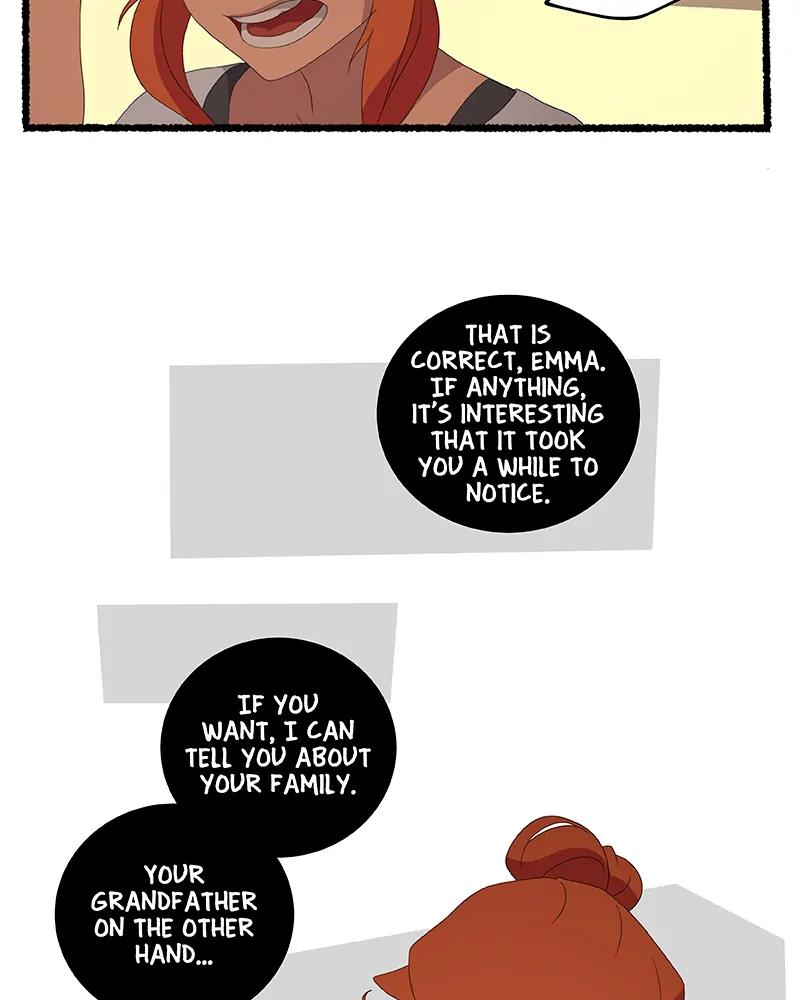 THAT IS
CORRECT, EMMA.
IF ANYTHING,
IT'S INTERESTING
THAT IT TOOK
YOU A WHILE TO
NOTICE.
IF YOU
WANT, I CAN
TELL YOU ABOUT
YOUR FAMILY.
YOUR
GRANDFATHER
ON THE OTHER
HAND...